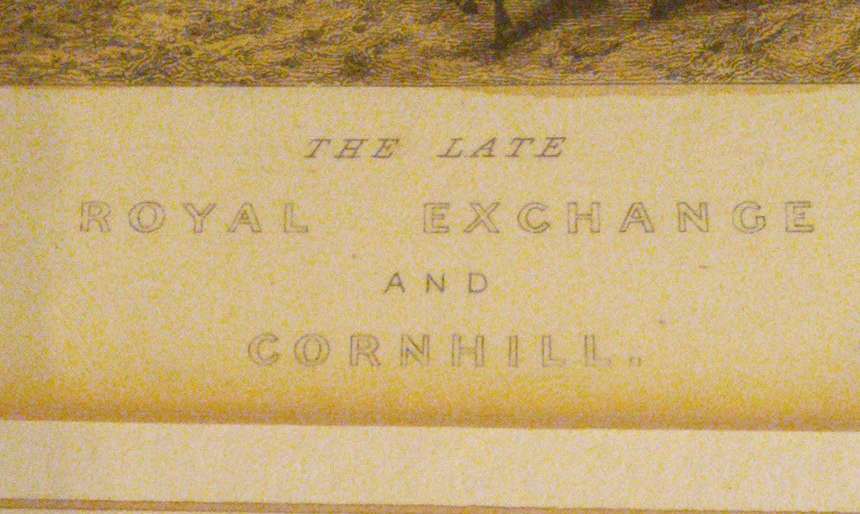 THE LATE
ROYAL EXCHANGE
AND
CORNHILL.